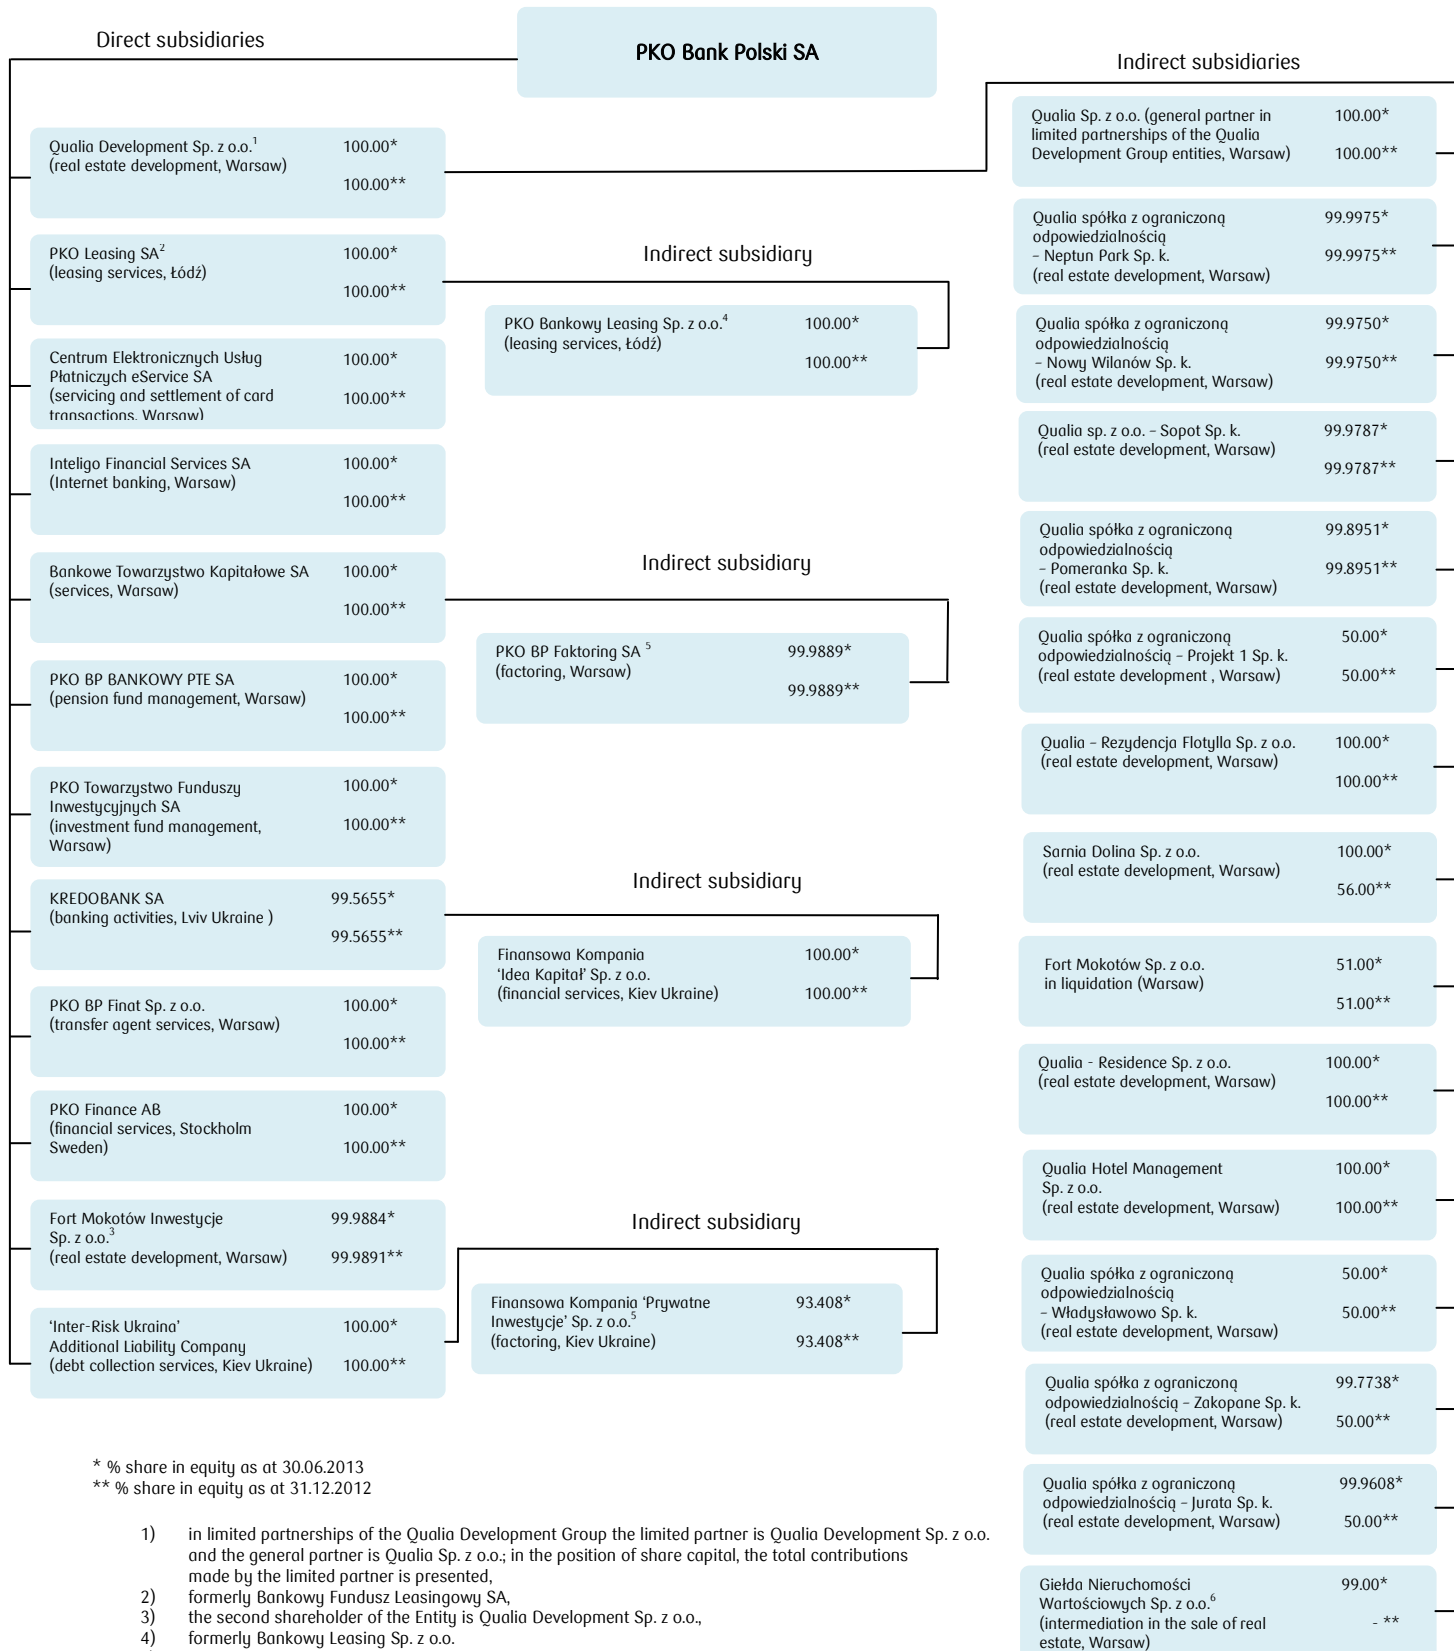 PKO Bank Polski SA
Direct subsidiaries
Qualia Development Sp. z o.o.1 100.00*
(real estate development, Warsaw)
100.00**
PKO Leasing SA2 100.00*
(leasing services, Łódź)
100.00**
Centrum Elektronicznych Usług 100.00*
Płatniczych eService SA
(servicing and settlement of card 100.00**
transactions, Warsaw)
Inteligo Financial Services SA 100.00*
(Internet banking, Warsaw)
100.00**
Bankowe Towarzystwo Kapitałowe SA 100.00*
(services, Warsaw)
100.00**
PKO BP BANKOWY PTE SA 100.00*
(pension fund management, Warsaw)
100.00**
PKO Towarzystwo Funduszy 100.00*
Inwestycyjnych SA
(investment fund management, 100.00**
Warsaw)
KREDOBANK SA 99.5655*
(banking activities, Lviv Ukraine )
99.5655**
PKO BP Finat Sp. z o.o. 100.00*
(transfer agent services, Warsaw)
100.00**
PKO Finance AB 100.00*
(financial services, Stockholm
Sweden) 100.00**
Fort Mokotów Inwestycje 99.9884*
Sp. z o.o.3
(real estate development, Warsaw) 99.9891**
‘Inter-Risk Ukraina’ 100.00*
Additional Liability Company
(debt collection services, Kiev Ukraine) 100.00**
Indirect subsidiary
PKO Bankowy Leasing Sp. z o.o.4 100.00*
(leasing services, Łódź)
100.00**
Indirect subsidiary
PKO BP Faktoring SA 5 99.9889*
(factoring, Warsaw)
99.9889**
Indirect subsidiary
Finansowa Kompania 100.00*
‘Idea Kapitał’ Sp. z o.o.
(financial services, Kiev Ukraine) 100.00**
Indirect subsidiary
Finansowa Kompania ‘Prywatne 93.408*
Inwestycje’ Sp. z o.o.5
(factoring, Kiev Ukraine) 93.408**
Indirect subsidiaries
Qualia Sp. z o.o. (general partner in 100.00*
limited partnerships of the Qualia
Development Group entities, Warsaw) 100.00**
Qualia spółka z ograniczoną 99.9975*
odpowiedzialnością
– Neptun Park Sp. k. 99.9975**
(real estate development, Warsaw)
Qualia spółka z ograniczoną 99.9750*
odpowiedzialnością
– Nowy Wilanów Sp. k. 99.9750**
(real estate development, Warsaw)
Qualia sp. z o.o. – Sopot Sp. k. 99.9787*
(real estate development, Warsaw)
99.9787**
Qualia spółka z ograniczoną 99.8951*
odpowiedzialnością
– Pomeranka Sp. k. 99.8951**
(real estate development, Warsaw)
Qualia spółka z ograniczoną 50.00*
odpowiedzialnością – Projekt 1 Sp. k.
(real estate development , Warsaw) 50.00**
Qualia – Rezydencja Flotylla Sp. z o.o. 100.00*
(real estate development, Warsaw)
100.00**
Sarnia Dolina Sp. z o.o. 100.00*
(real estate development, Warsaw)
56.00**
Fort Mokotów Sp. z o.o. 51.00*
in liquidation (Warsaw)
51.00**
Qualia - Residence Sp. z o.o. 100.00*
(real estate development, Warsaw)
100.00**
Qualia Hotel Management 100.00*
Sp. z o.o.
(real estate development, Warsaw) 100.00**
Qualia spółka z ograniczoną 50.00*
odpowiedzialnością
– Władysławowo Sp. k. 50.00**
(real estate development, Warsaw)
Qualia spółka z ograniczoną 99.7738*
odpowiedzialnością – Zakopane Sp. k.
(real estate development, Warsaw) 50.00**
Qualia spółka z ograniczoną 99.9608*
odpowiedzialnością – Jurata Sp. k.
(real estate development, Warsaw) 50.00**
Giełda Nieruchomości 99.00*
Wartościowych Sp. z o.o.6
(intermediation in the sale of real - **
estate, Warsaw)
* % share in equity as at 30.06.2013
** % share in equity as at 31.12.2012
1) in limited partnerships of the Qualia Development Group the limited partner is Qualia Development Sp. z o.o.
and the general partner is Qualia Sp. z o.o.; in the position of share capital, the total contributions
made by the limited partner is presented,
2) formerly Bankowy Fundusz Leasingowy SA,
3) the second shareholder of the Entity is Qualia Development Sp. z o.o.,
4) formerly Bankowy Leasing Sp. z o.o.